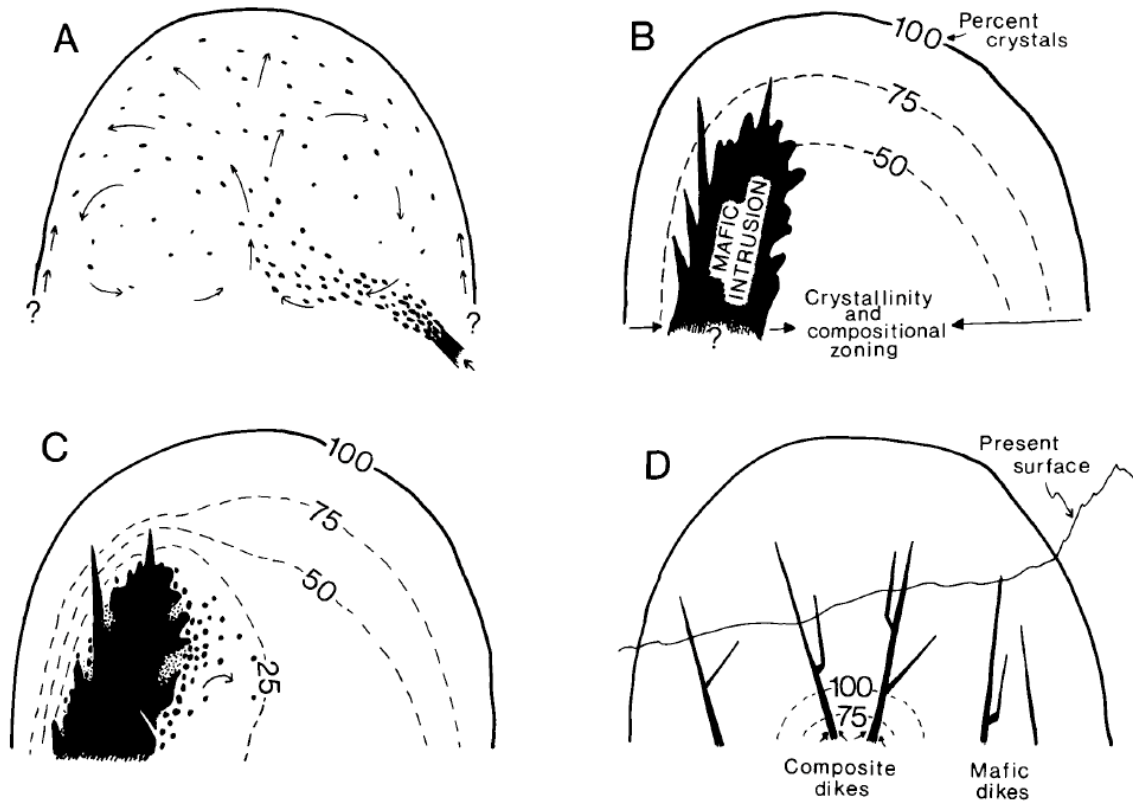 A
?
?
B
100
Percent
crystals
75
50
MAFIC
INTRUSION
?
Crystallinity
and
compositional
zoning
C
100
75
50
25
D
Present
surface
100
75
Composite
dikes
Mafic
dikes